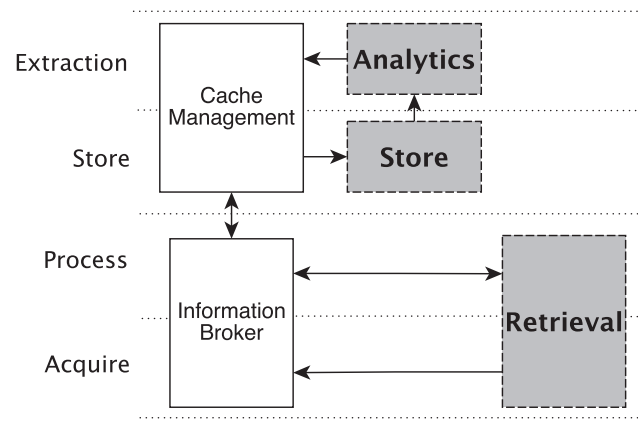 Extraction
Analytics
Cache
Management
Store
Store
Process
Information
Broker
Retrieval
Acquire